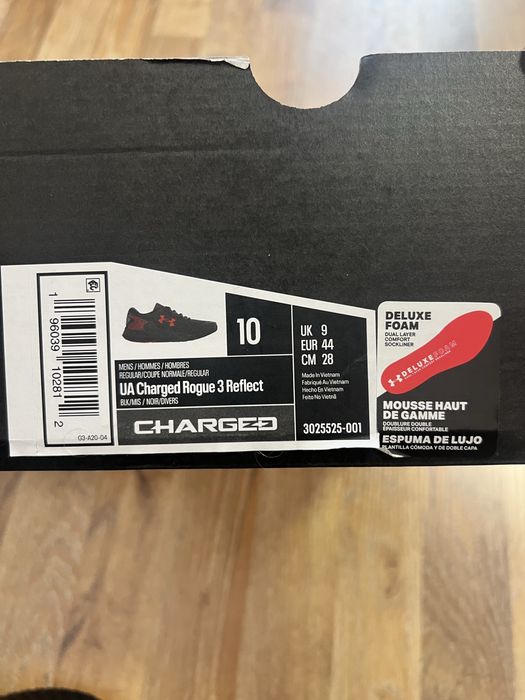 1 96039 10281 2
03-A20-04
10
UK 9
EUR 44
CM 28
MENS / HOMMES / HOMBRES
REGULAR/COUPE NORMALE/REGULAR
UA Charged Rogue 3 Reflect
BLK/MIS / NOIR/DIVERS
CHARGED
Made In Vietnam
Fabriqué Au Vietnam
Hecho En Vietnam
Feito No Vietnã
3025525-001
DELUXE
FOAM
DUAL LAYER
COMFORT
SOCKLINER
DELUXEFOAM
MOUSSE HAUT
DE GAMME
DOUBLURE DOUBLE
ÉPAISSEUR CONFORTABLE
ESPUMA DE LUJO
PLANTILLA CÓMODA Y DE DOBLE CAPA